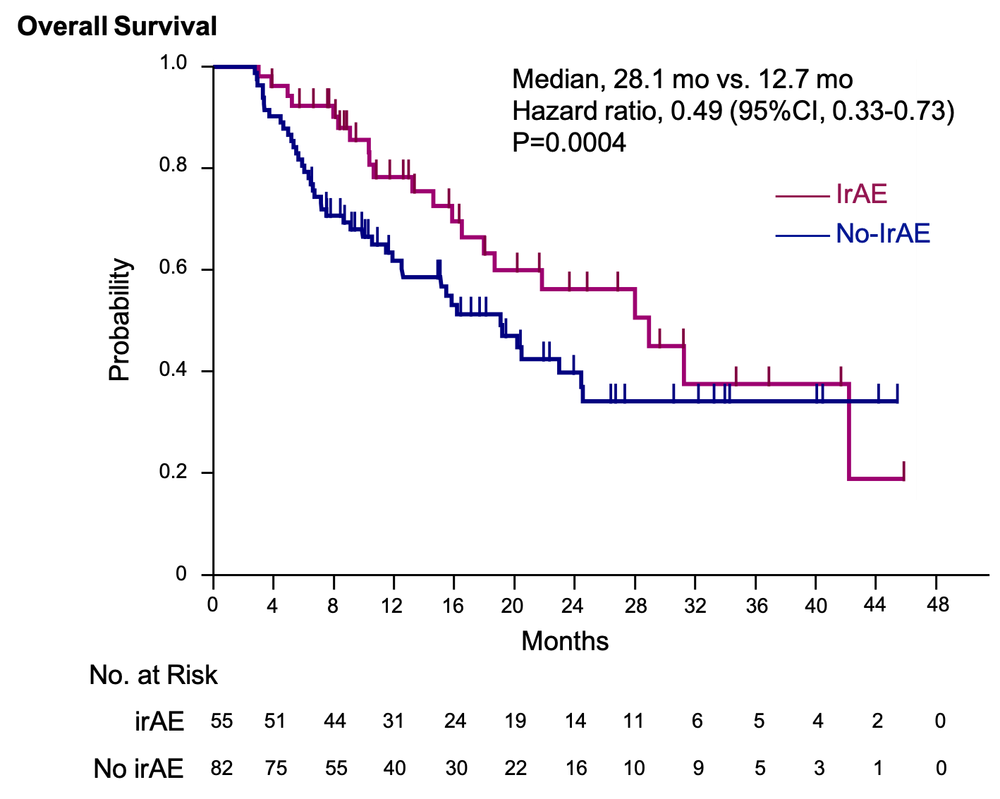 Overall Survival
1.0
0.8
0.6
0.4
0.2
0
Probability
Median, 28.1 mo vs. 12.7 mo
Hazard ratio, 0.49 (95%CI, 0.33-0.73)
P=0.0004
IrAE
No-IrAE
0 4 8 12 16 20 24 28 32 36 40 44 48
Months
No. at Risk
irAE 55 51 44 31 24 19 14 11 6 5 4 2 0
No irAE 82 75 55 40 30 22 16 10 9 5 3 1 0